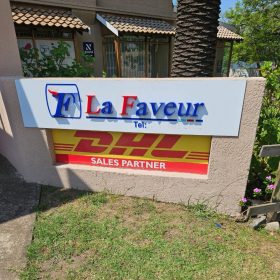 F La Faveur
Tel:
DHL
SALES PARTNER